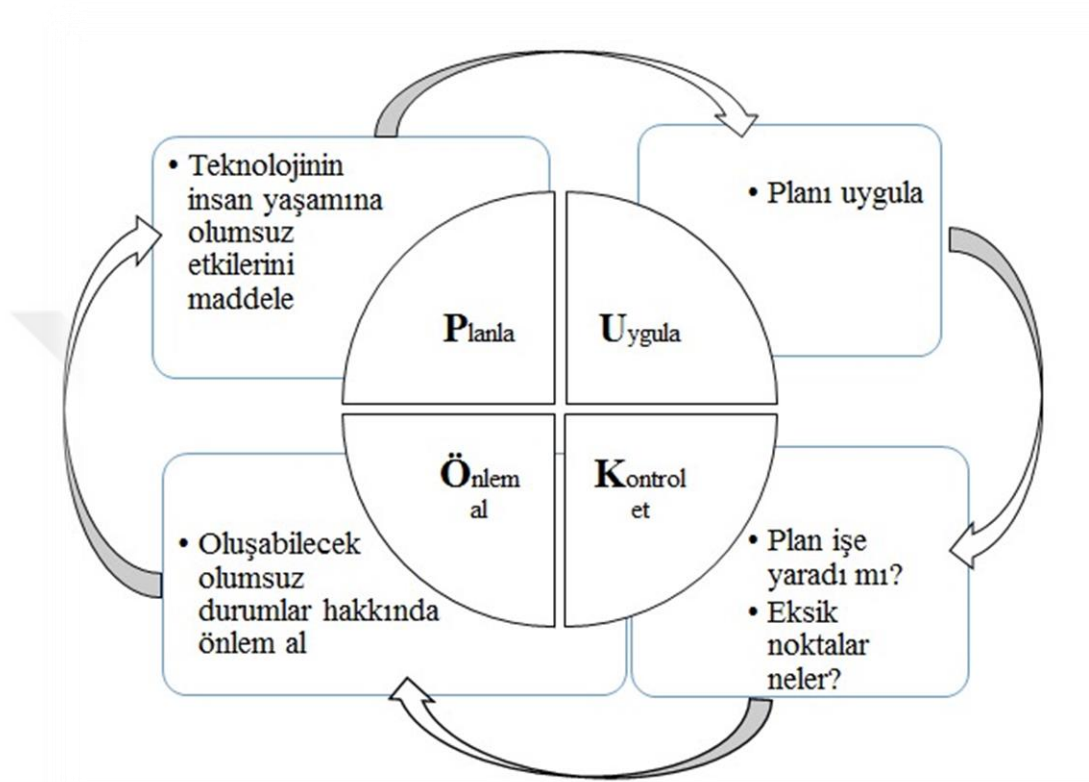 • Teknolojinin
insan yaşamına
olumsuz
etkilerini
maddele
Planla
• Planı uygula
Uygula
Önlem
al
• Oluşabilecek
olumsuz
durumlar hakkında
önlem al
Kontrol
et
• Plan işe
yaradı mı?
• Eksik
noktalar
neler?